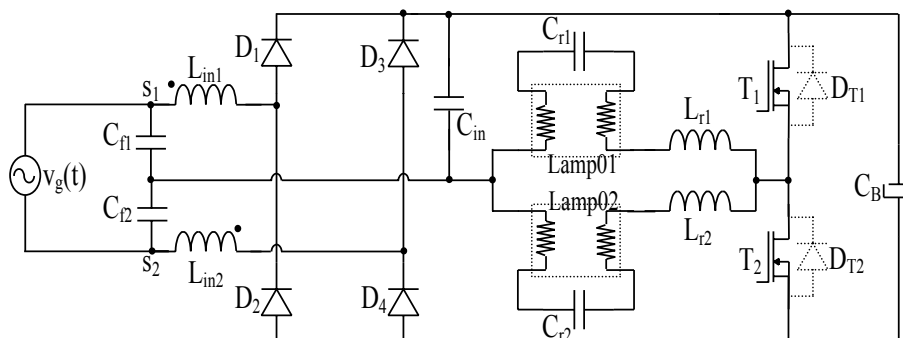 Cr1
D1
D3
s1
Lin1
T1
DT1
Cf1
Cin
Lr1
Lamp01
vg(t)
CB
Lamp02
Cf2
Lr2
s2
Lin2
T2
DT2
D2
D4
Cr2